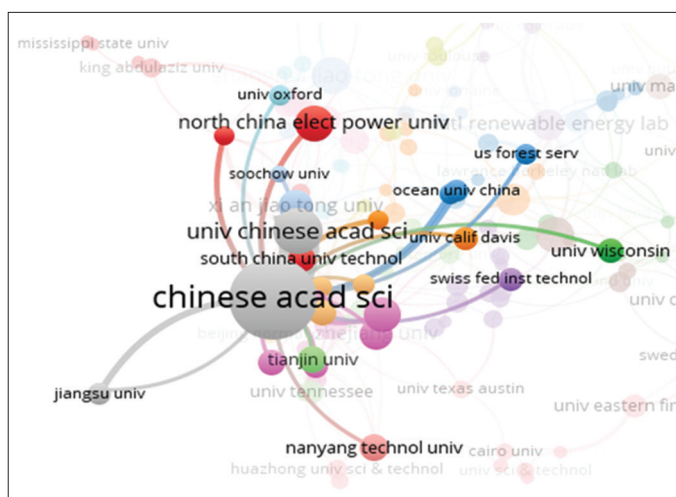 mississippi state univ
king abdulaziz univ
univ oxford
univ toulouse
north china elect power univ
renewable energy lab
univ ma
soochow univ
us forest serv
lawrence berkeley natl lab
ocean univ china
xi an jiao tong univ
univ chinese acad sci
univ calif davis
univ wisconsin
south china univ technol
swiss fed inst technol
chinese acad sci
univ c
zhejiang univ
tianjin univ
swed
jiangsu univ
univ tennessee
univ texas austin
univ eastern fin
nanyang technol univ
cairo univ
huazhong univ sci & technol
univ sci & technol